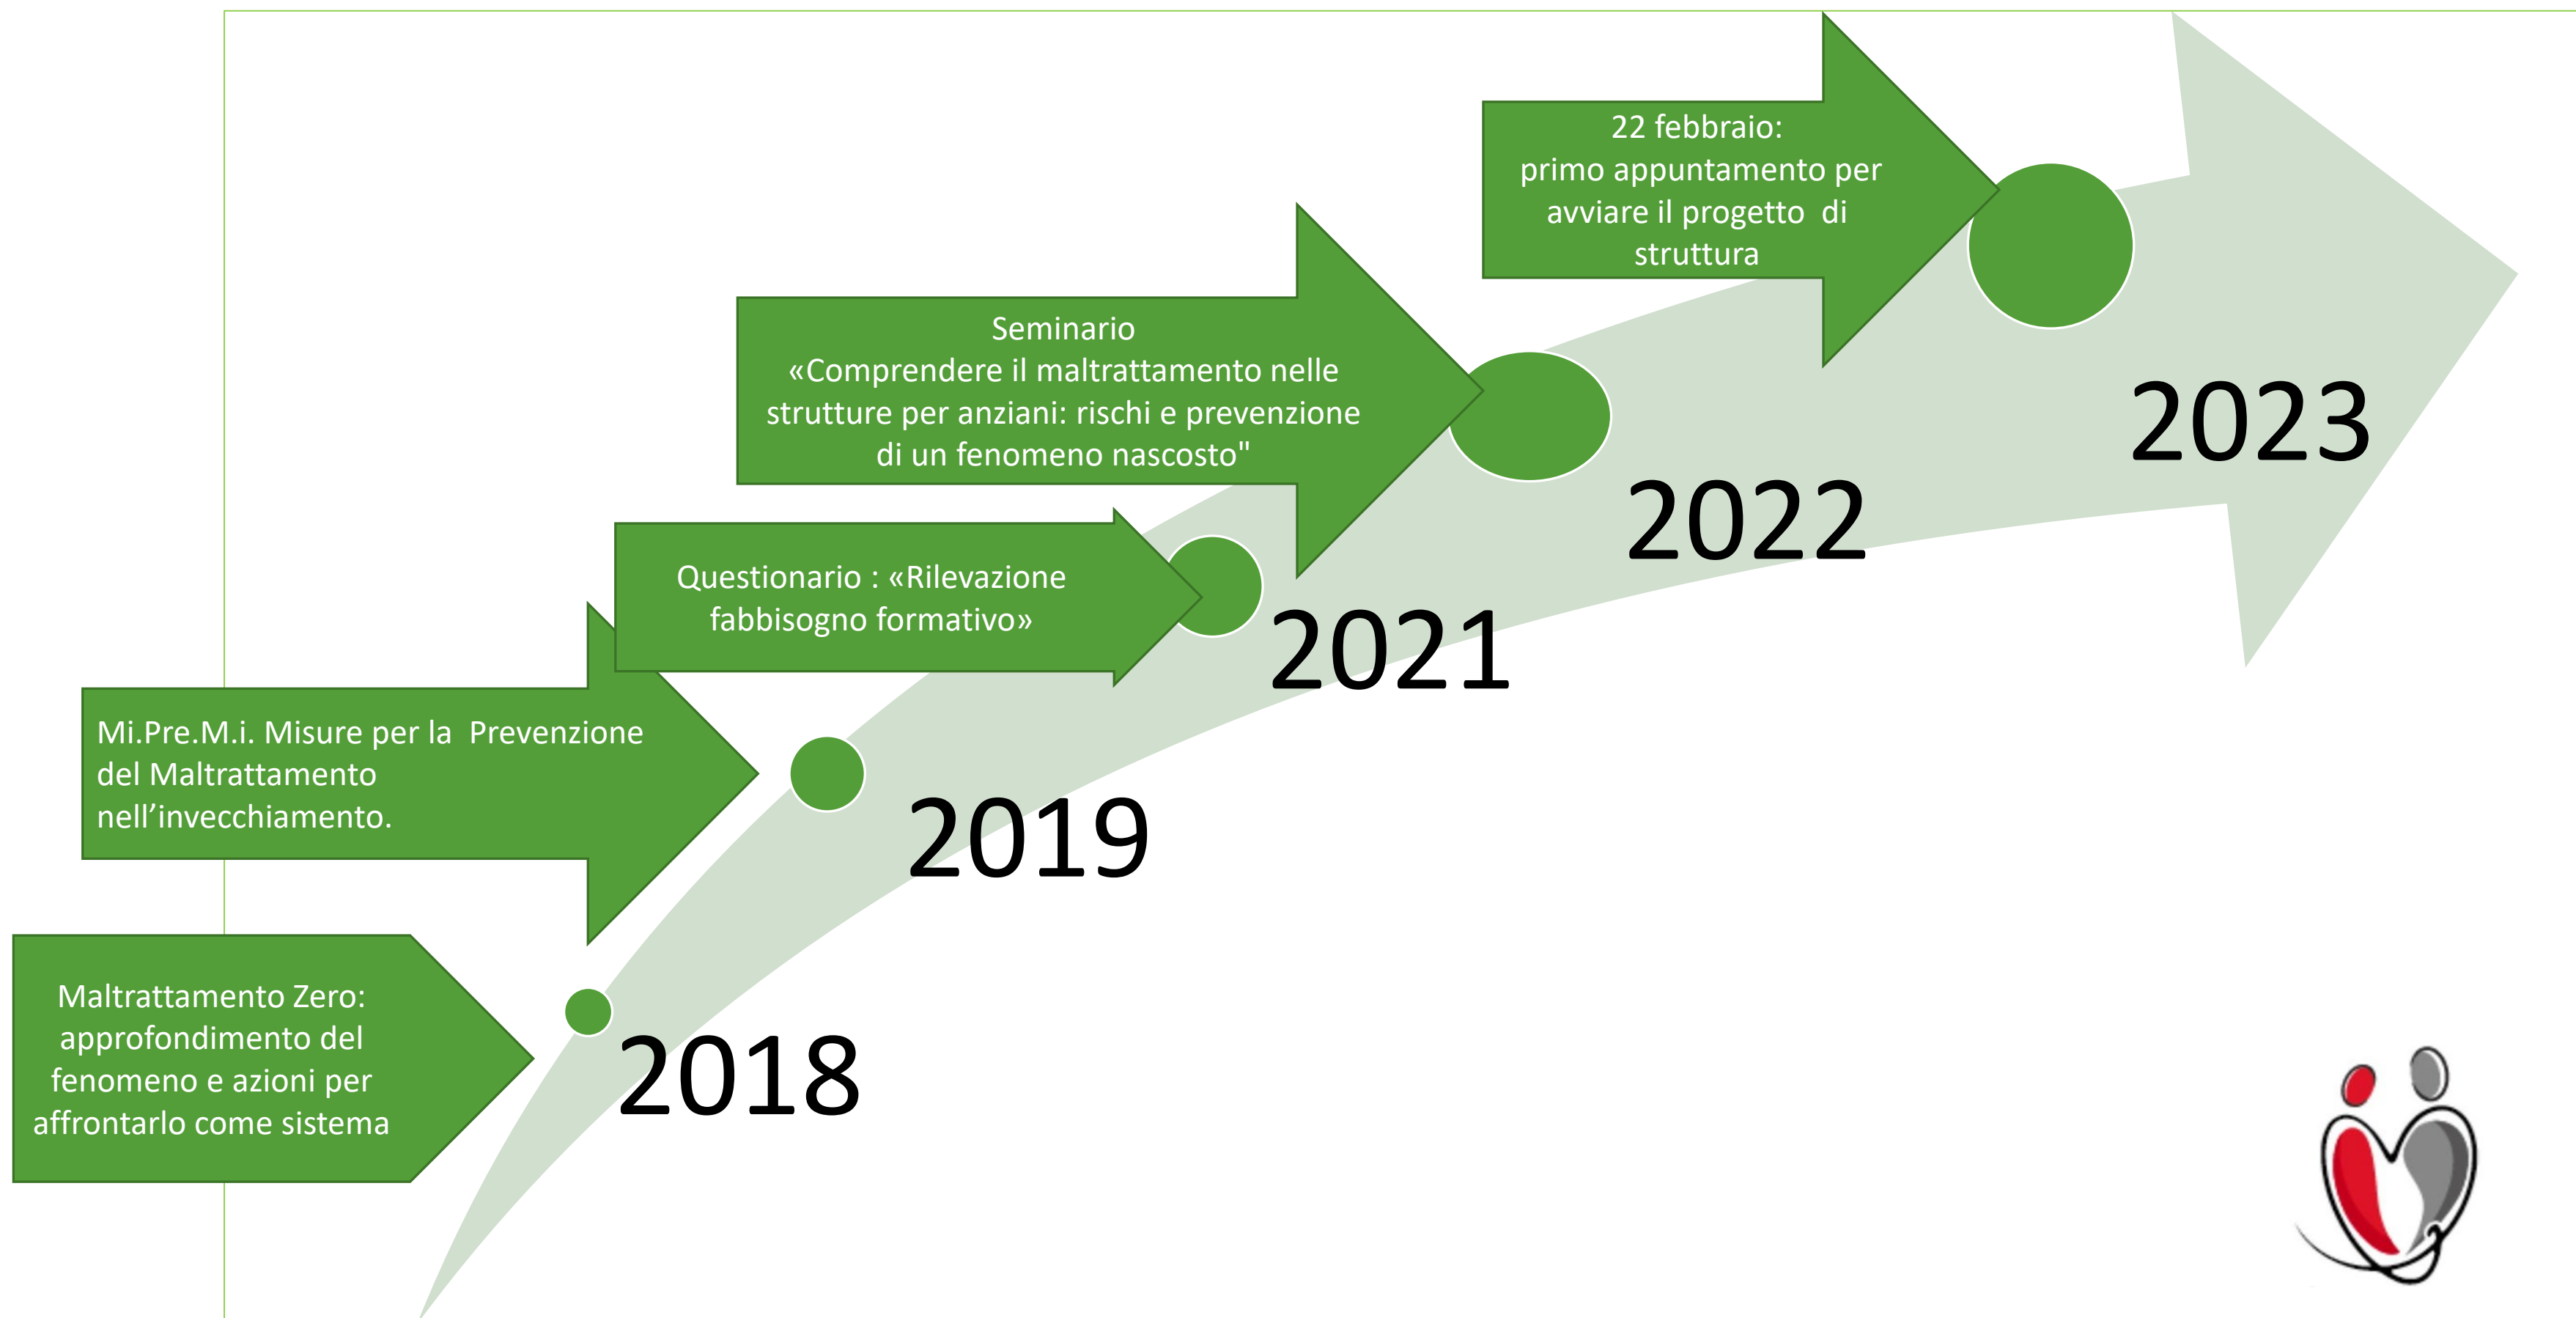 22 febbraio:
primo appuntamento per
avviare il progetto di
struttura
2023
Seminario
«Comprendere il maltrattamento nelle
strutture per anziani: rischi e prevenzione
di un fenomeno nascosto"
2022
Questionario : «Rilevazione
fabbisogno formativo»
2021
Mi.Pre.M.i. Misure per la Prevenzione
del Maltrattamento
nell’invecchiamento.
2019
Maltrattamento Zero:
approfondimento del
fenomeno e azioni per
affrontarlo come sistema
2018